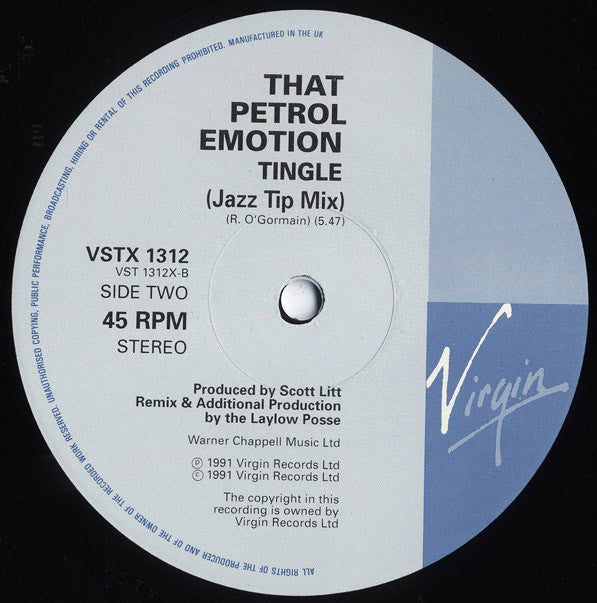 THAT
PETROL
EMOTION
TINGLE
(Jazz Tip Mix)
(R. O'Gormain) (5.47)
VSTX 1312
VST 1312X-B
SIDE TWO
45 RPM
STEREO
Produced by Scott Litt
Remix & Additional Production
by the Laylow Posse
Warner Chappell Music Ltd
℗ 1991 Virgin Records Ltd
© 1991 Virgin Records Ltd
The copyright in this
recording is owned by
Virgin Records Ltd
Virgin
ALL RIGHTS OF THE PRODUCER AND OF THE OWNER OF THE RECORDED WORK RESERVED. UNAUTHORISED COPYING, PUBLIC PERFORMANCE, BROADCASTING, HIRING OR RENTAL OF THIS RECORDING PROHIBITED. MANUFACTURED IN THE UK